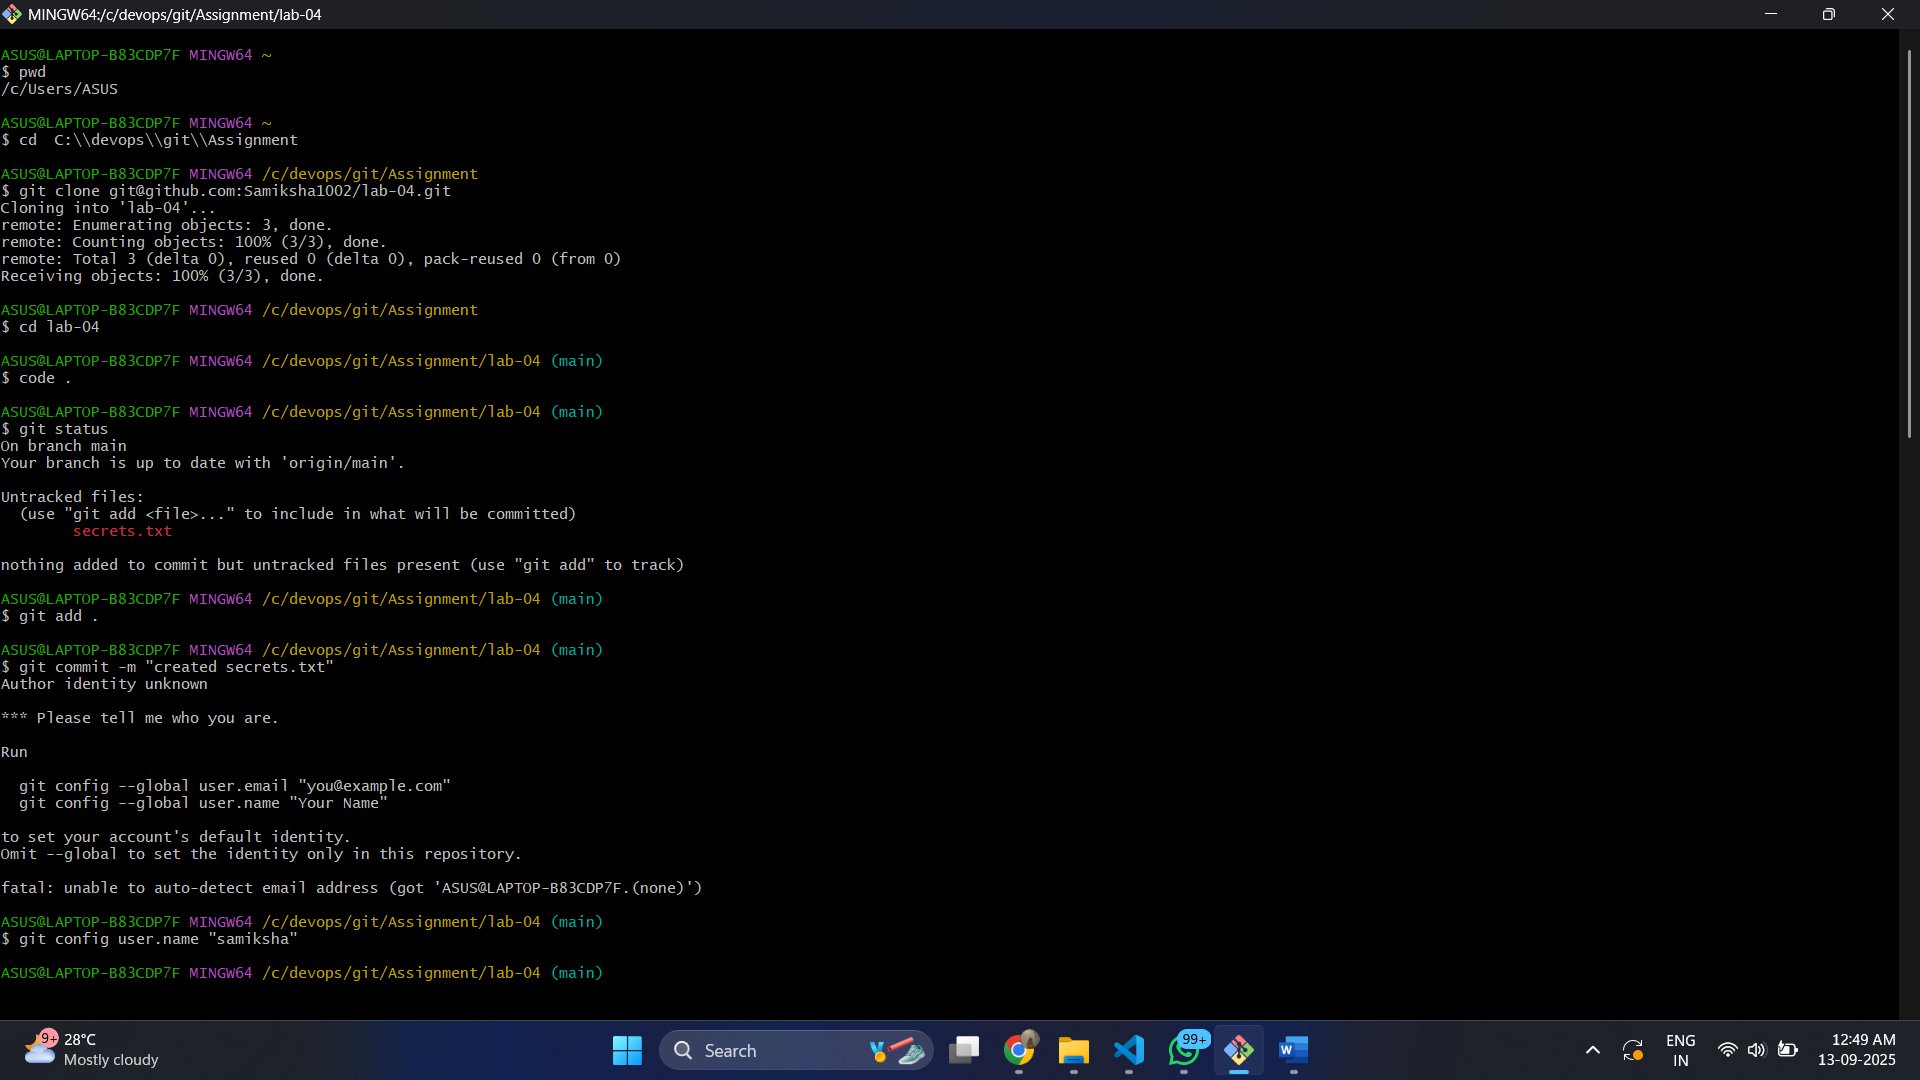 MINGW64:/c/devops/git/Assignment/lab-04
ASUS@LAPTOP-B83CDP7F MINGW64 ~
$ pwd
/c/Users/ASUS
ASUS@LAPTOP-B83CDP7F MINGW64 ~
$ cd  C:\\devops\\git\\Assignment
ASUS@LAPTOP-B83CDP7F MINGW64 /c/devops/git/Assignment
$ git clone git@github.com:Samiksha1002/lab-04.git
Cloning into 'lab-04'...
remote: Enumerating objects: 3, done.
remote: Counting objects: 100% (3/3), done.
remote: Total 3 (delta 0), reused 0 (delta 0), pack-reused 0 (from 0)
Receiving objects: 100% (3/3), done.
ASUS@LAPTOP-B83CDP7F MINGW64 /c/devops/git/Assignment
$ cd lab-04
ASUS@LAPTOP-B83CDP7F MINGW64 /c/devops/git/Assignment/lab-04 (main)
$ code .
ASUS@LAPTOP-B83CDP7F MINGW64 /c/devops/git/Assignment/lab-04 (main)
$ git status
On branch main
Your branch is up to date with 'origin/main'.
Untracked files:
  (use "git add <file>..." to include in what will be committed)
        secrets.txt
nothing added to commit but untracked files present (use "git add" to track)
ASUS@LAPTOP-B83CDP7F MINGW64 /c/devops/git/Assignment/lab-04 (main)
$ git add .
ASUS@LAPTOP-B83CDP7F MINGW64 /c/devops/git/Assignment/lab-04 (main)
$ git commit -m "created secrets.txt"
Author identity unknown
*** Please tell me who you are.
Run
  git config --global user.email "you@example.com"
  git config --global user.name "Your Name"
to set your account's default identity.
Omit --global to set the identity only in this repository.
fatal: unable to auto-detect email address (got 'ASUS@LAPTOP-B83CDP7F.(none)')
ASUS@LAPTOP-B83CDP7F MINGW64 /c/devops/git/Assignment/lab-04 (main)
$ git config user.name "samiksha"
ASUS@LAPTOP-B83CDP7F MINGW64 /c/devops/git/Assignment/lab-04 (main)
9+
28°C
Mostly cloudy
Search
99+
W
ENG
IN
12:49 AM
13-09-2025